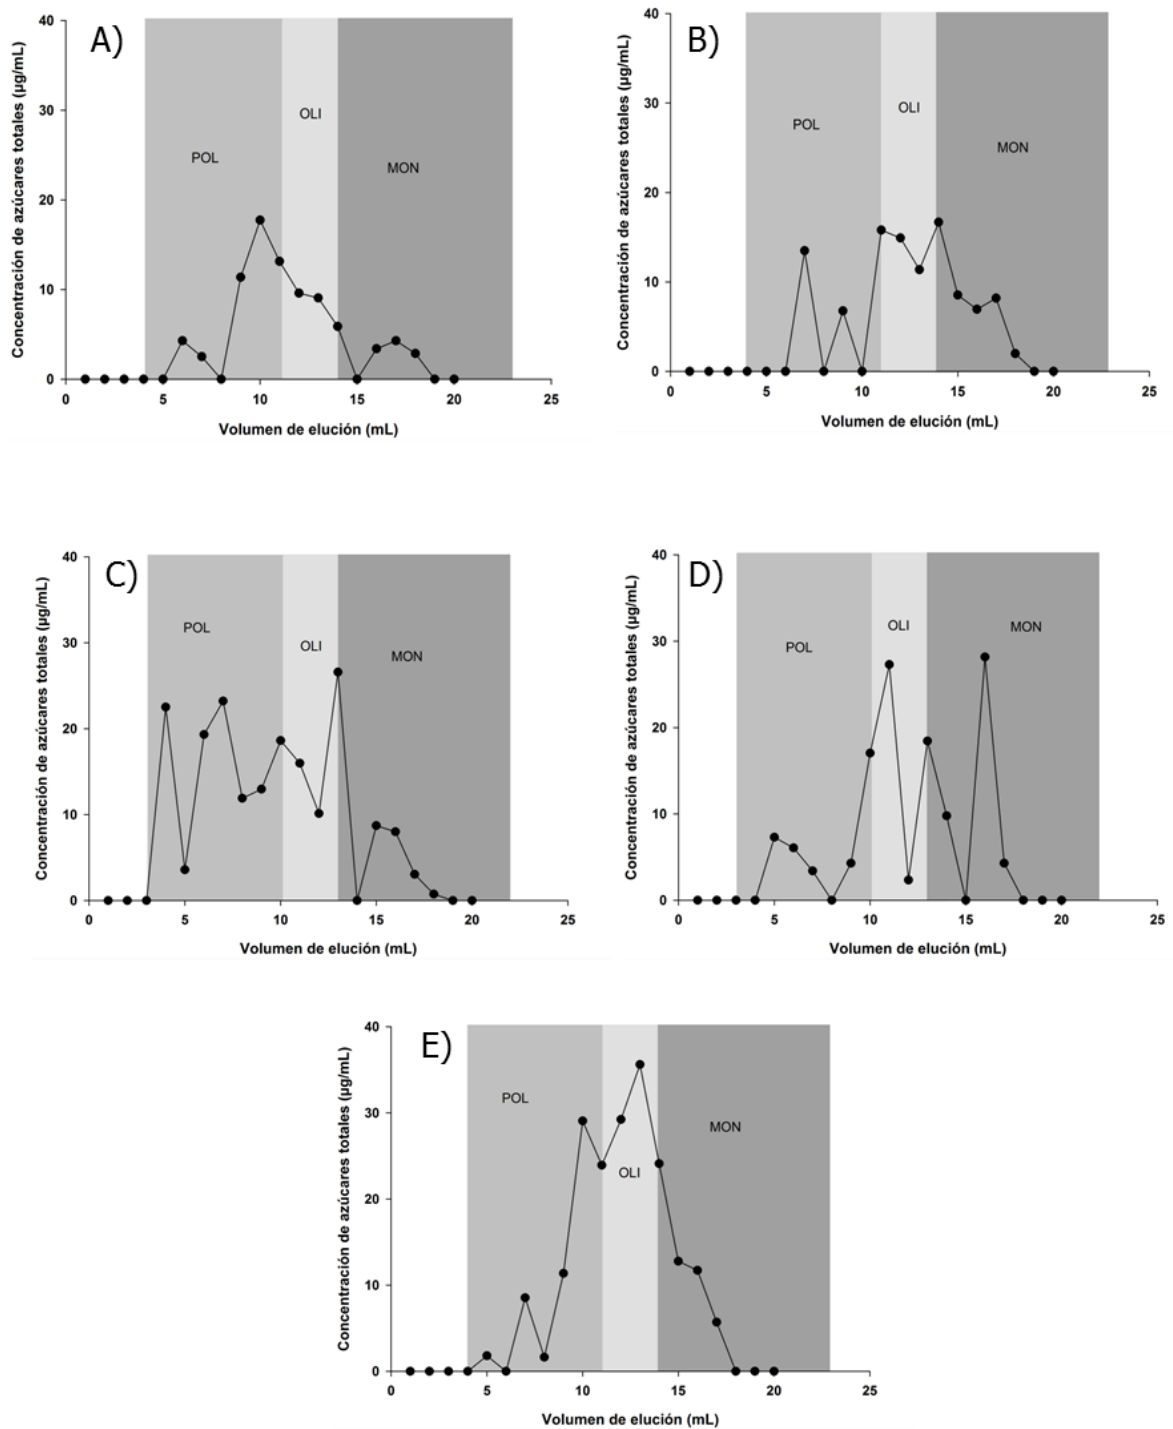 A)
Concentración de azúcares totales (µg/mL)
40
30
20
10
0
POL
OLI
MON
0 5 10 15 20 25
Volumen de elución (mL)
B)
Concentración de azúcares totales (µg/mL)
40
30
20
10
0
POL
OLI
MON
0 5 10 15 20 25
Volumen de elución (mL)
C)
Concentración de azúcares totales (µg/mL)
40
30
20
10
0
POL
OLI
MON
0 5 10 15 20 25
Volumen de elución (mL)
D)
Concentración de azúcares totales (µg/mL)
40
30
20
10
0
POL
OLI
MON
0 5 10 15 20 25
Volumen de elución (mL)
E)
Concentración de azúcares totales (µg/mL)
40
30
20
10
0
POL
OLI
MON
0 5 10 15 20 25
Volumen de elución (mL)